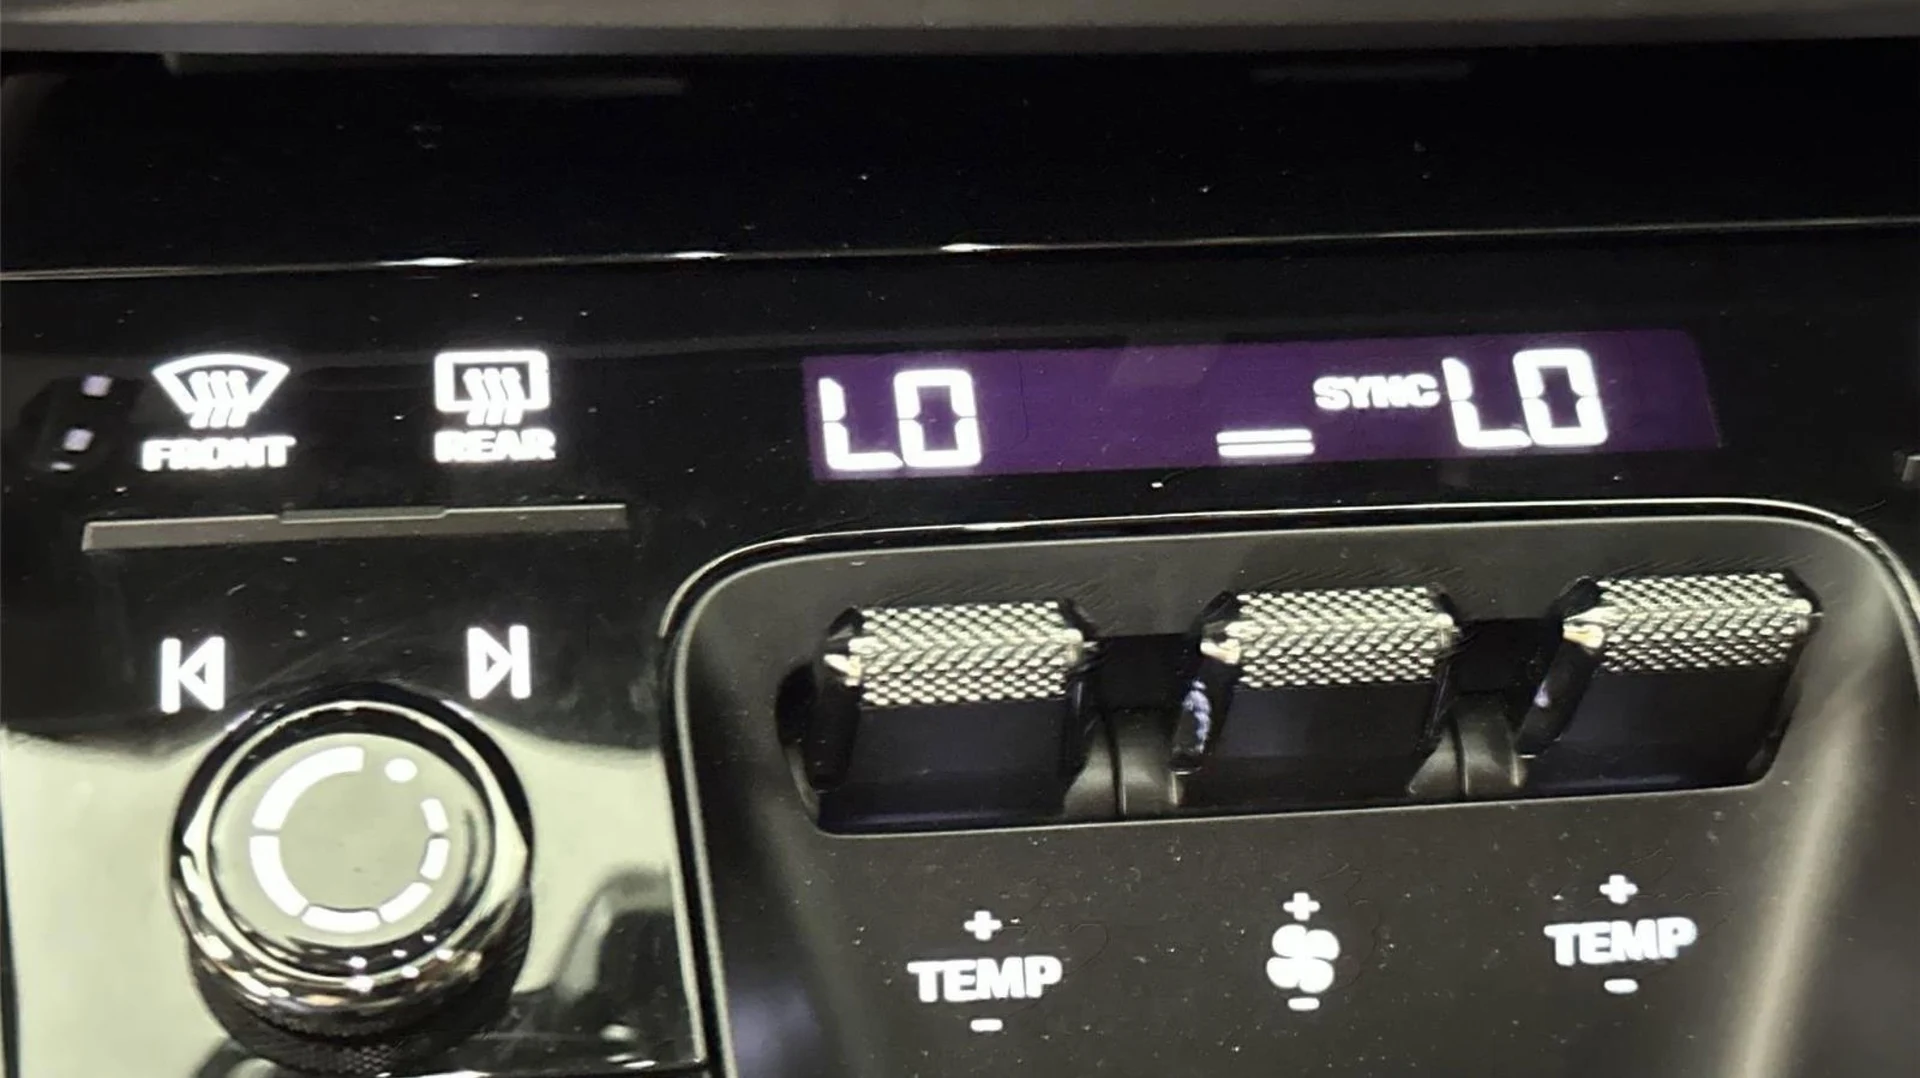 FRONT
REAR
LO
SYNC LO
+
TEMP
-
+
-
+
TEMP
-